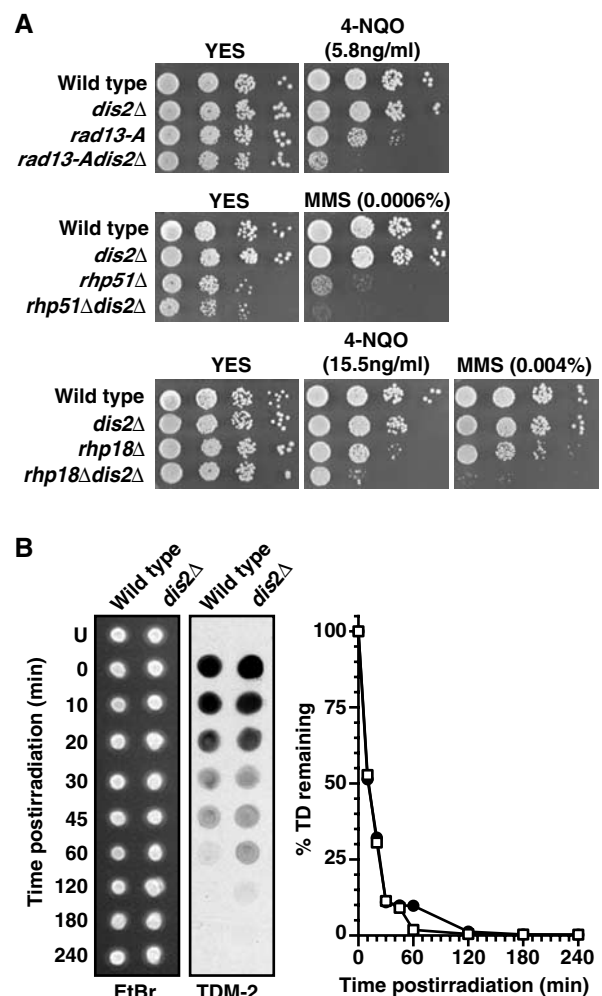 A
YES
4-NQO
(5.8ng/ml)
Wild type
dis2Δ
rad13-A
rad13-Adis2Δ
YES
MMS (0.0006%)
Wild type
dis2Δ
rhp51Δ
rhp51Δdis2Δ
YES
4-NQO
(15.5ng/ml)
MMS (0.004%)
Wild type
dis2Δ
rhp18Δ
rhp18Δdis2Δ
B
Wild type
dis2Δ
Wild type
dis2Δ
Time postirradiation (min)
U
0
10
20
30
45
60
120
180
240
EtBr
TDM-2
% TD remaining
100
75
50
25
0
0 60 120 180 240
Time postirradiation (min)